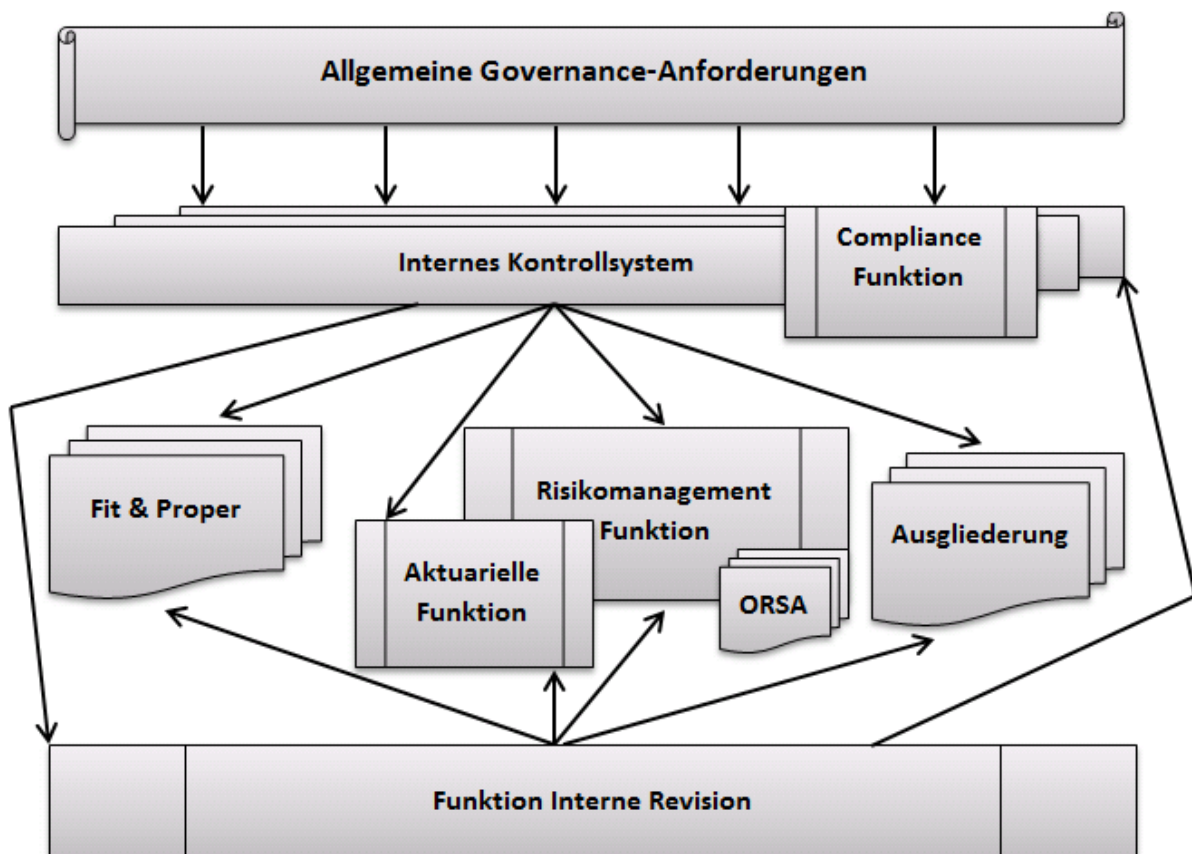 Allgemeine Governance-Anforderungen
Compliance
Funktion
Internes Kontrollsystem
Fit & Proper
Risikomanagement
Funktion
Ausgliederung
Aktuarielle
Funktion
ORSA
Funktion Interne Revision